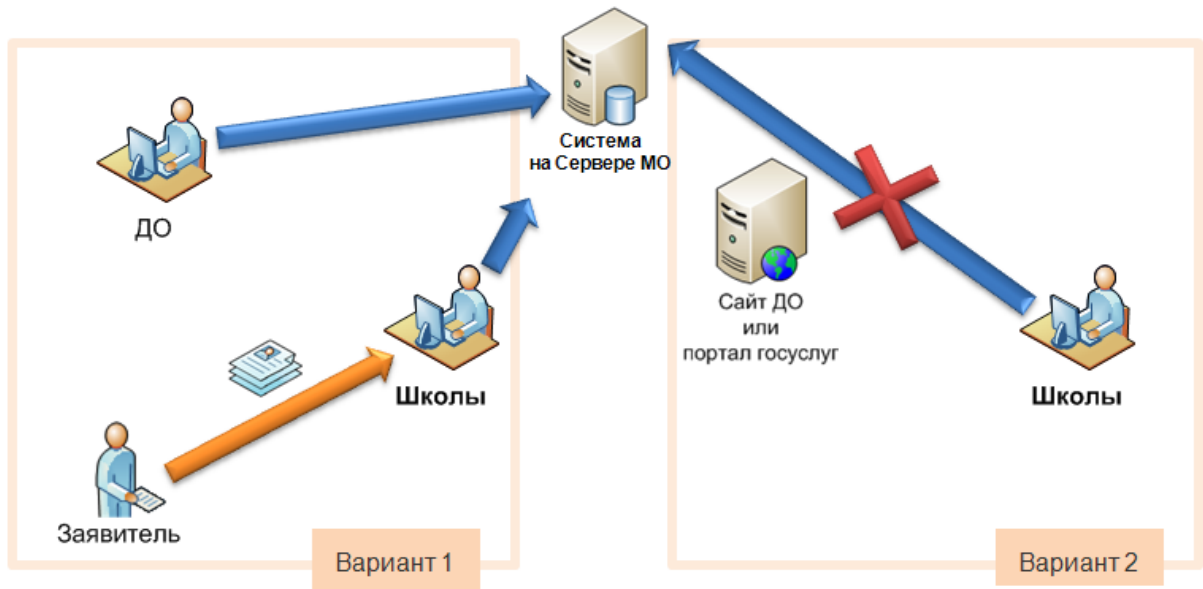 Система
на Сервере МО
ДО
Школы
Заявитель
Вариант 1
Сайт ДО
или
портал госуслуг
Школы
Вариант 2